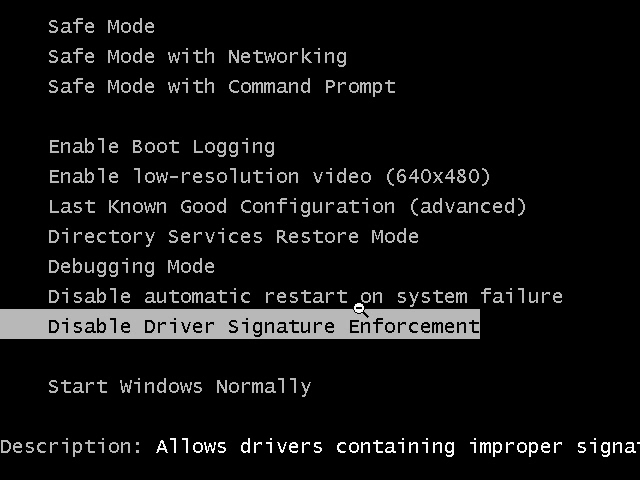 Safe Mode
Safe Mode with Networking
Safe Mode with Command Prompt
Enable Boot Logging
Enable low-resolution video (640x480)
Last Known Good Configuration (advanced)
Directory Services Restore Mode
Debugging Mode
Disable automatic restart on system failure
Disable Driver Signature Enforcement
Start Windows Normally
Description: Allows drivers containing improper